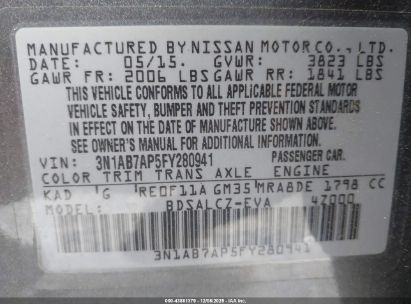 MANUFACTURED BY NISSAN MOTOR CO., LTD.
DATE: 05/15. GVWR: 3823 LBS
GAWR FR: 2006 LBS GAWR RR: 1841 LBS
THIS VEHICLE CONFORMS TO ALL APPLICABLE FEDERAL MOTOR
VEHICLE SAFETY, BUMPER AND THEFT PREVENTION STANDARDS
IN EFFECT ON THE DATE OF MANUFACTURE SHOWN ABOVE.
SEE OWNER'S MANUAL FOR ADDITIONAL INFORMATION.
VIN: 3N1AB7AP5FY280941 PASSENGER CAR.
COLOR TRIM TRANS AXLE ENGINE
KAD G RE0F11A GM35 MRA8DE 1798 CC
MODEL: BDSALCZ-EVA 47000
3N1AB7AP5FY280941